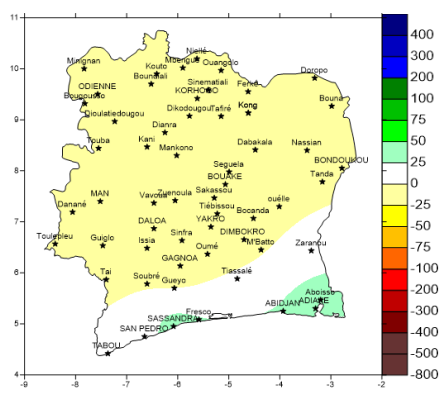 11
10
9
8
7
6
5
4
-9
-8
-7
-6
-5
-4
-3
-2
Niellé
Minignan
Kouto
Ouangolo
Boundiali
Sinematiali
Ferké
Doropo
ODIENNE
KORHOGO
Bouna
Dikodougou
Tafiré
Kong
Dioulatiedougou
Dianra
Touba
Kani
Mankono
Dabakala
Nassian
BONDOUKOU
Seguela
BOUAKE
Tanda
MAN
Vavoua
Zuenoula
Sakassou
ouélle
Danané
Tiébissou
Bocanda
DALOA
YAKRO
Toulepleu
Guiglo
Sinfra
DIMBOKRO
Issia
Oumé
M'Batto
Zaranou
GAGNOA
Tai
Soubré
Gueyo
Tiassalé
Aboisso
ADIAKE
ABIDJAN
Fresco
SASSANDRA
SAN PEDRO
TABOU
400
300
200
100
75
50
25
0
-25
-50
-75
-100
-200
-300
-400
-800